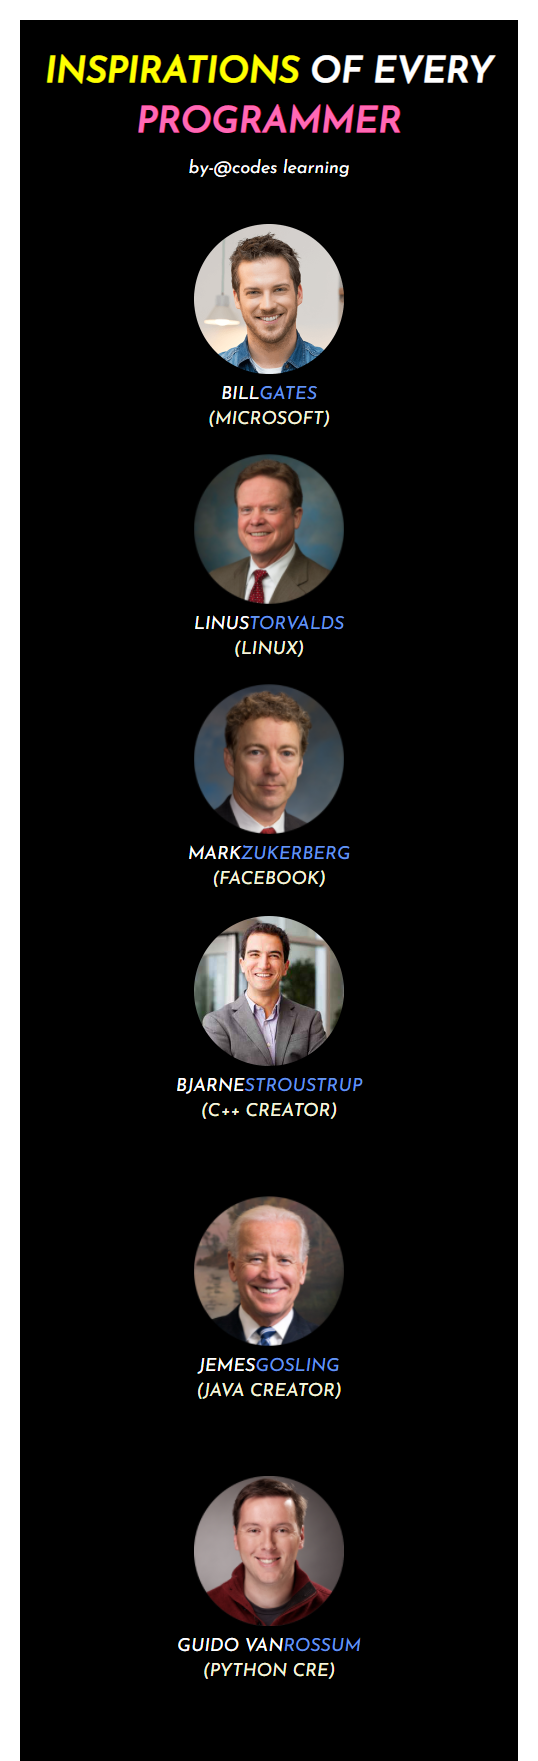 INSPIRATIONS OF EVERY
PROGRAMMER
by-@codes learning
BILLGATES
(MICROSOFT)
LINUSTORVALDS
(LINUX)
MARKZUKERBERG
(FACEBOOK)
BJARNESTROUSTRUP
(C++ CREATOR)
JEMESGOSLING
(JAVA CREATOR)
GUIDO VANROSSUM
(PYTHON CRE)